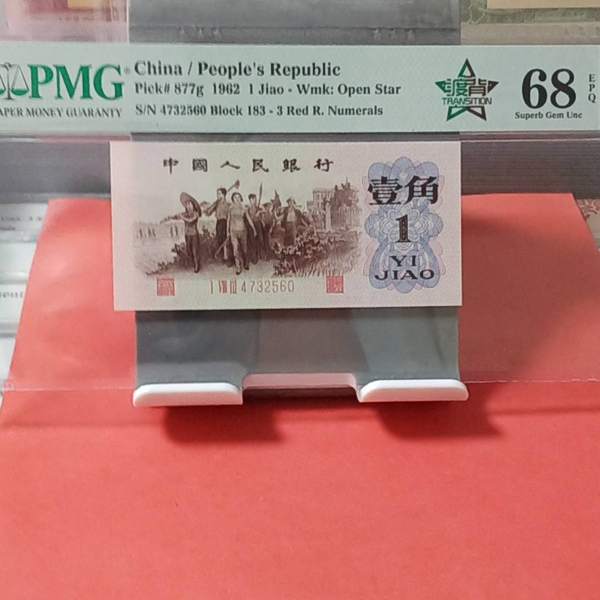 PMG
China / People's Republic
Pick# 877g 1962 1 Jiao - Wmk: Open Star
PAPER MONEY GUARANTY
S/N 4732560 Block 183 - 3 Red R. Numerals
TRANSITION
68
EPQ
Superb Gem Unc
中國人民銀行
壹角
1
YI
JIAO
I VIII III 4732560